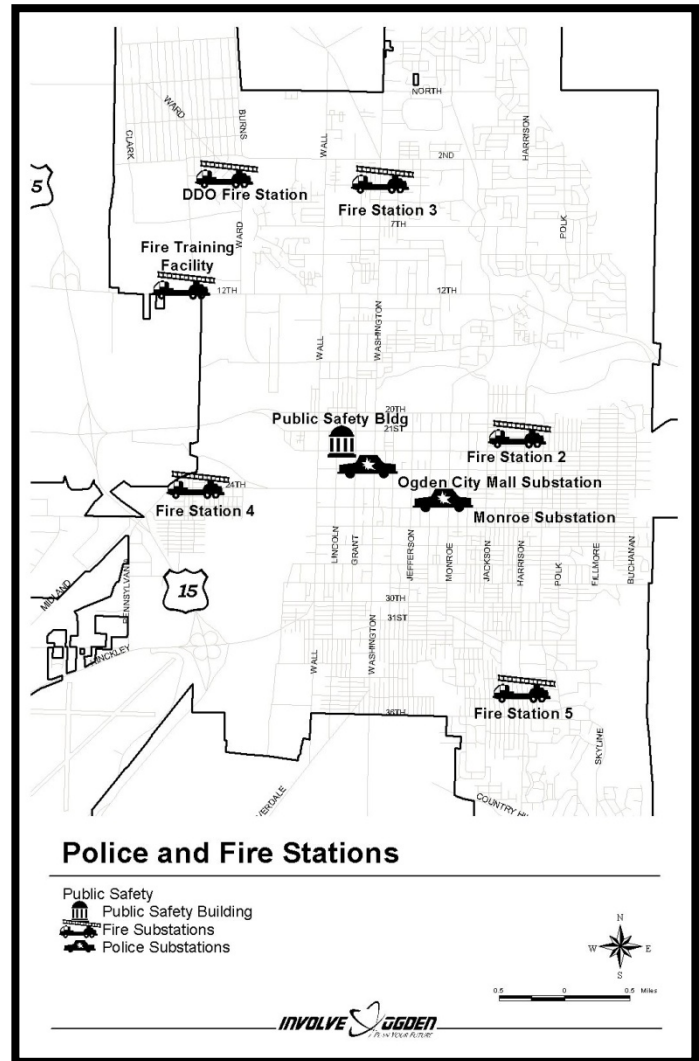 NORTH
WARD
BURNS
CLARK
WALL
HARRISON
2ND
5
DDO Fire Station
Fire Station 3
7TH
POLK
WARD
Fire Training
Facility
12TH
12TH
WALL
WASHINGTON
20TH
Public Safety Bldg
21ST
Fire Station 2
24TH
Ogden City Mall Substation
Fire Station 4
Monroe Substation
LINCOLN
GRANT
JEFFERSON
MONROE
JACKSON
HARRISON
POLK
FILLMORE
BUCHANAN
MIDLAND
PENNSYLVANIA
15
30TH
31ST
HINCKLEY
WALL
WASHINGTON
Fire Station 5
36TH
SKYLINE
VERDALE
COUNTRY
Police and Fire Stations
Public Safety
Public Safety Building
Fire Substations
Police Substations
N
W E
S
0.5 0 0.5 Miles
INVOLVE OGDEN
PLAN YOUR FUTURE